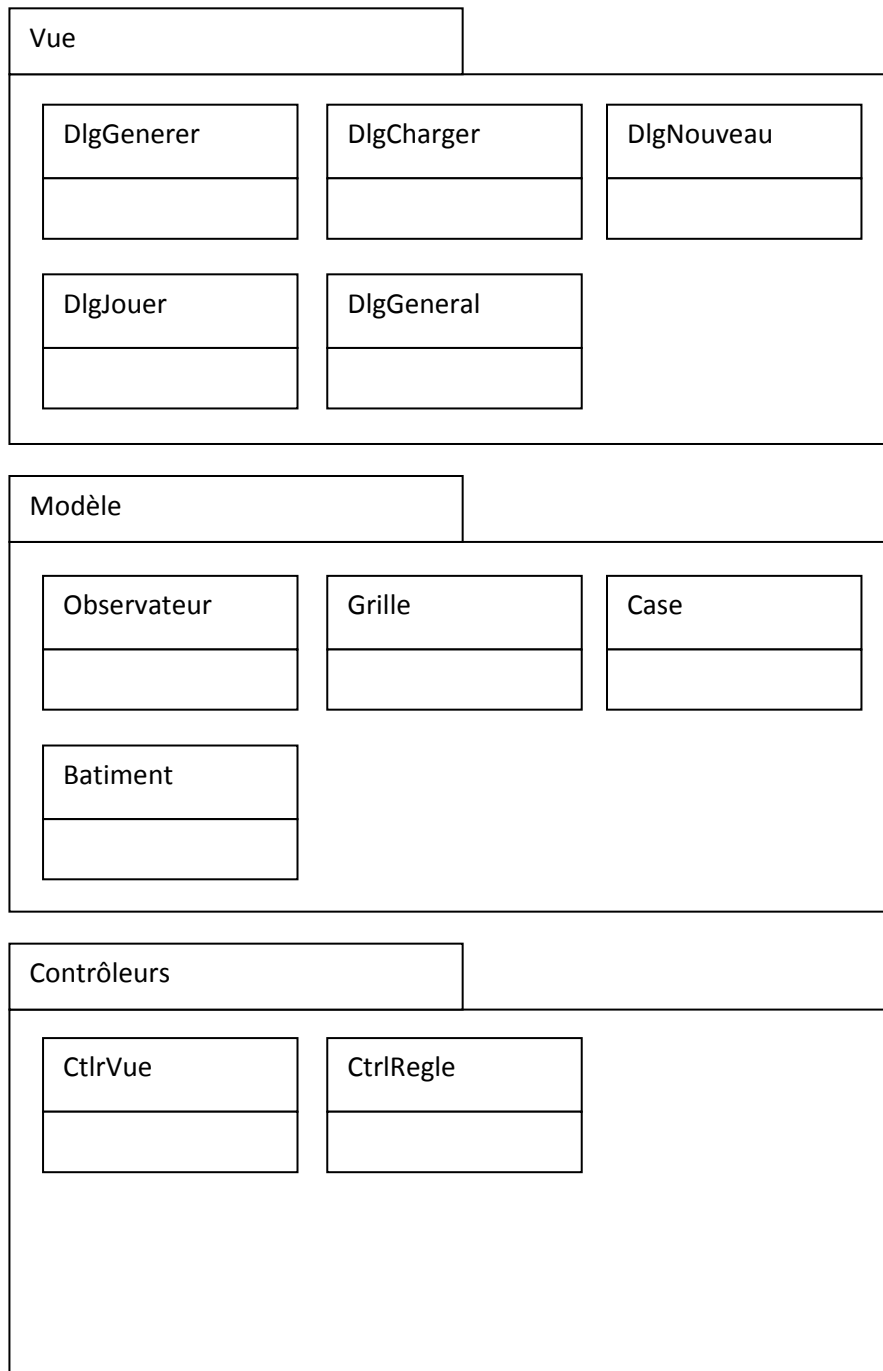 Vue
DlgGenerer
DlgCharger
DlgNouveau
DlgJouer
DlgGeneral
Modèle
Observateur
Grille
Case
Batiment
Contrôleurs
CtlrVue
CtrlRegle